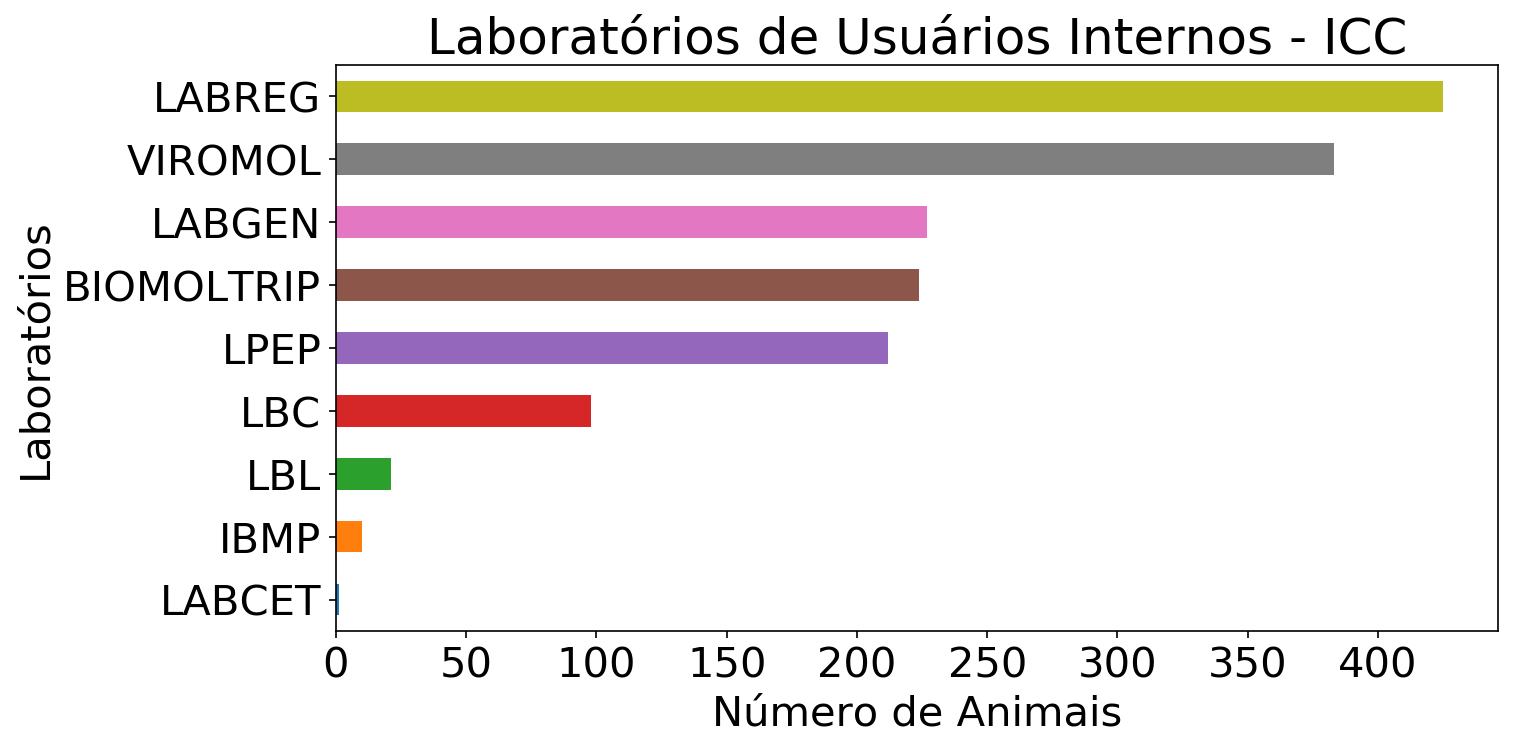 Laboratórios de Usuários Internos - ICC
LABREG
VIROMOL
LABGEN
BIOMOLTRIP
LPEP
LBC
LBL
IBMP
LABCET
Laboratórios
0 50 100 150 200 250 300 350 400
Número de Animais